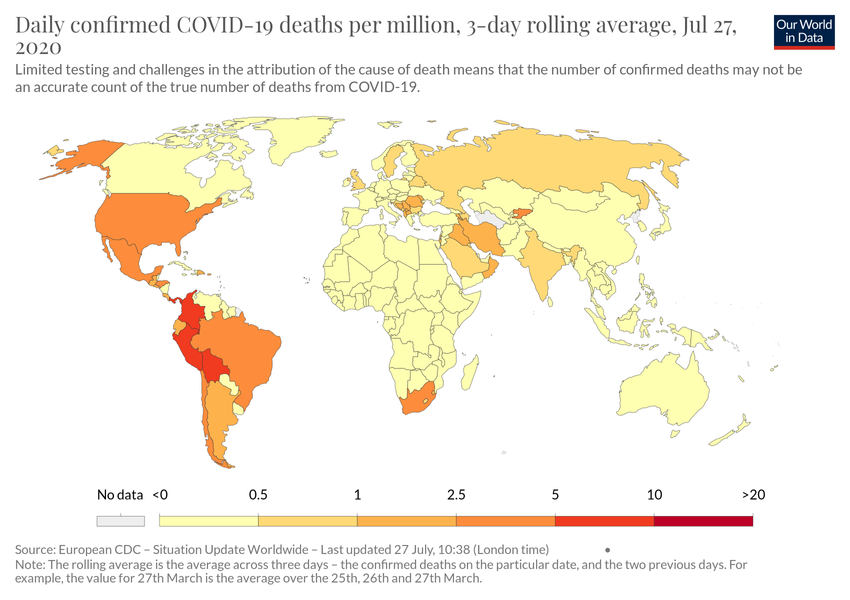 Daily confirmed COVID-19 deaths per million, 3-day rolling average, Jul 27,
2020
Our World
in Data
Limited testing and challenges in the attribution of the cause of death means that the number of confirmed deaths may not be
an accurate count of the true number of deaths from COVID-19.
No data <0 0.5 1 2.5 5 10 >20
Source: European CDC – Situation Update Worldwide – Last updated 27 July, 10:38 (London time)
Note: The rolling average is the average across three days – the confirmed deaths on the particular date, and the two previous days. For
example, the value for 27th March is the average over the 25th, 26th and 27th March.